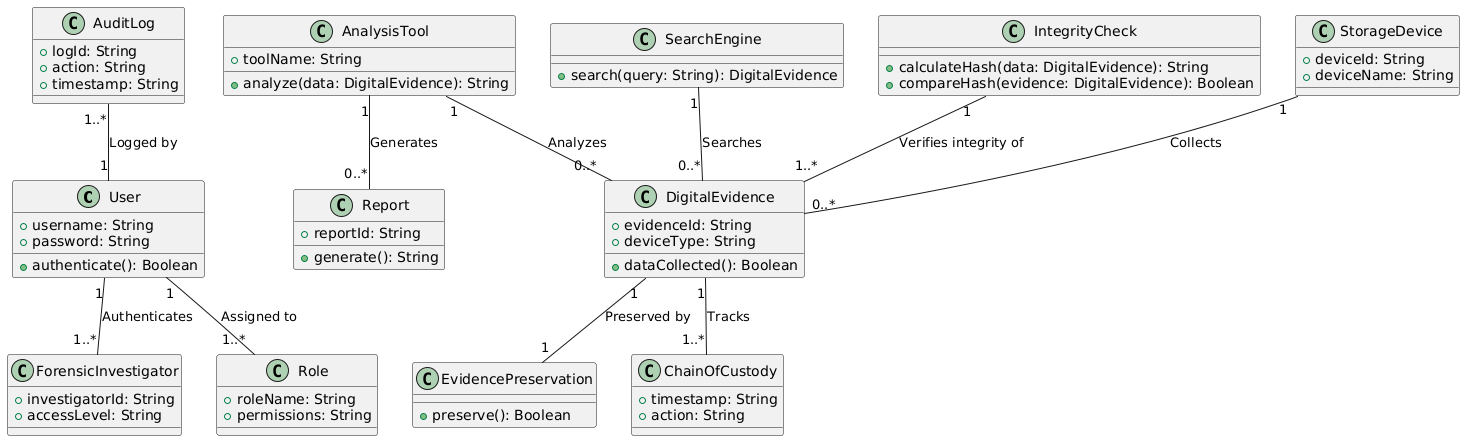 C AuditLog
logId: String
action: String
timestamp: String
C AnalysisTool
toolName: String
analyze(data: DigitalEvidence): String
C SearchEngine
search(query: String): DigitalEvidence
C IntegrityCheck
calculateHash(data: DigitalEvidence): String
compareHash(evidence: DigitalEvidence): Boolean
C StorageDevice
deviceId: String
deviceName: String
1..*
Logged by
1
1
Generates
0..*
1
Analyzes
0..*
1
Searches
0..*
1
Verifies integrity of
1..*
1
Collects
0..*
C User
username: String
password: String
authenticate(): Boolean
C Report
reportId: String
generate(): String
C DigitalEvidence
evidenceId: String
deviceType: String
dataCollected(): Boolean
1
Authenticates
1..*
1
Assigned to
1..*
1
Preserved by
1
1
Tracks
1..*
C ForensicInvestigator
investigatorId: String
accessLevel: String
C Role
roleName: String
permissions: String
C EvidencePreservation
preserve(): Boolean
C ChainOfCustody
timestamp: String
action: String